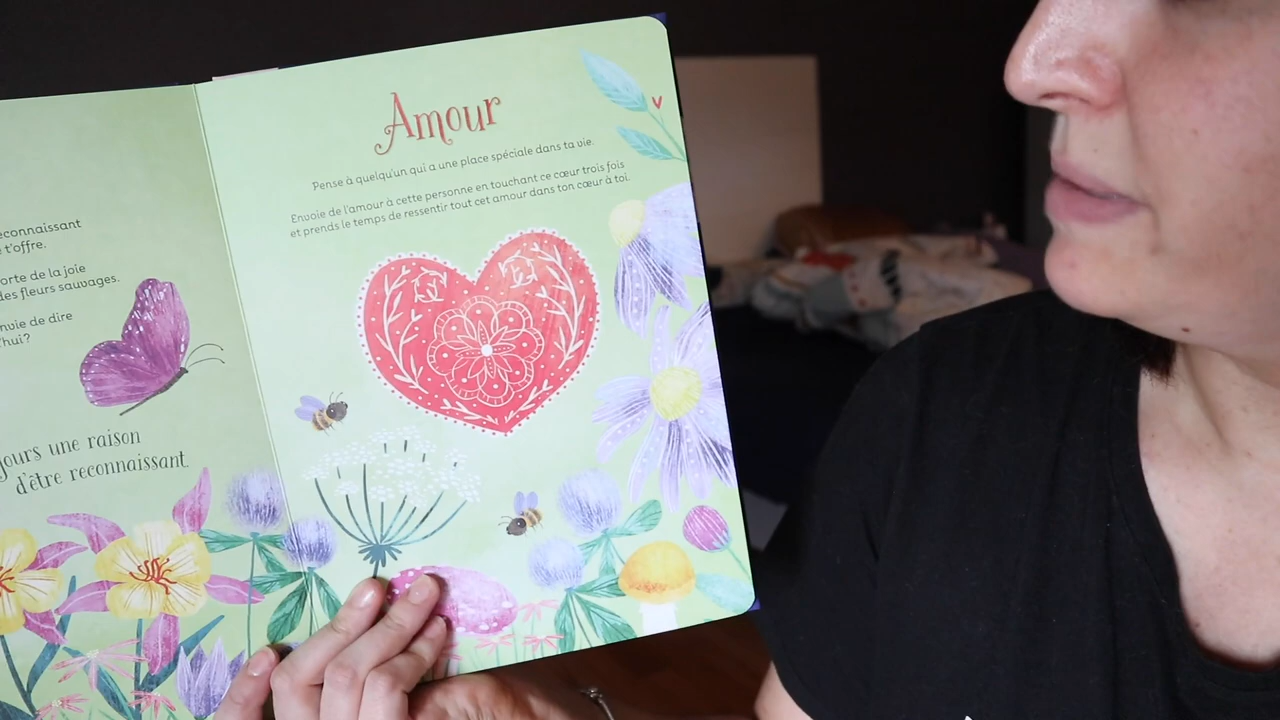 econnaissant
t'offre.
orte de la joie
des fleurs sauvages.
nvie de dire
'hui?
jours une raison
d'être reconnaissant.
Amour
Pense à quelqu'un qui a une place spéciale dans ta vie.
Envoie de l'amour à cette personne en touchant ce cœur trois fois
et prends le temps de ressentir tout cet amour dans ton cœur à toi.